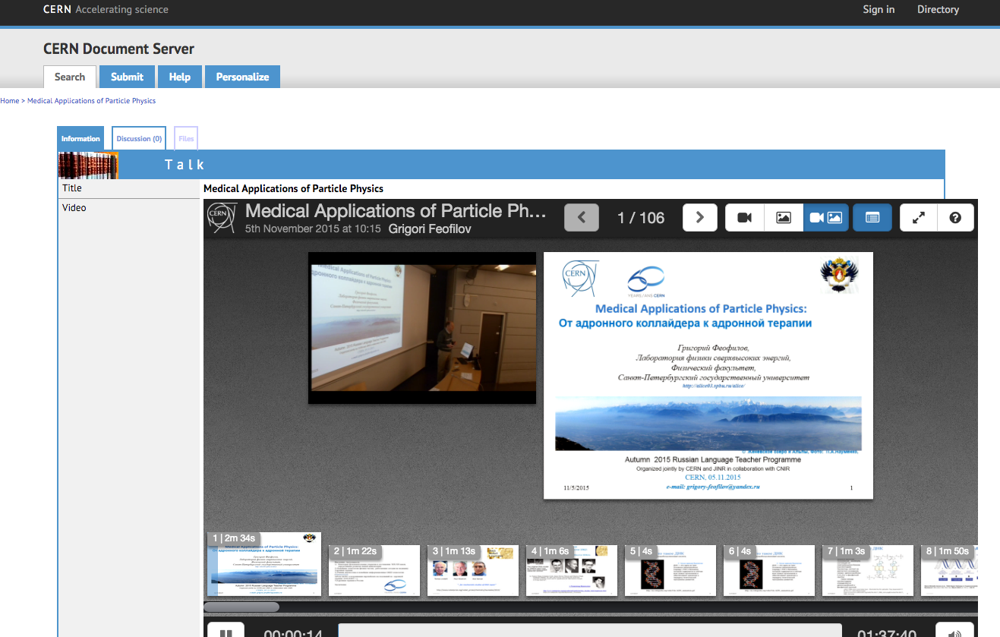 CERN Accelerating science
Sign in Directory
CERN Document Server
Search Submit Help Personalize
Home > Medical Applications of Particle Physics
Information Discussion (0) Files
Talk
Title Medical Applications of Particle Physics
Video
CERN
Medical Applications of Particle Ph...
5th November 2015 at 10:15 Grigori Feofilov
1 / 106
CERN
60
YEARS/ANS CERN
Medical Applications of Particle Physics:
От адронного коллайдера к адронной терапии
Григорий Феофилов,
Лаборатория физики сверхвысоких энергий,
Физический факультет,
Санкт-Петербургский государственный университет
http://alice03.spbu.ru/alice/
© Женевское озеро и Альпы, Фото: П.А.Науменко,
Autumn 2015 Russian Language Teacher Programme
Organized jointly by CERN and JINR in collaboration with CNIR
CERN, 05.11.2015
11/5/2015 e-mail: grigory-feofilov@yandex.ru 1
1 | 2m 34s
2 | 1m 22s
3 | 1m 13s
4 | 1m 6s
5 | 4s
6 | 4s
7 | 1m 3s
8 | 1m 50s
00:00:14 01:37:40